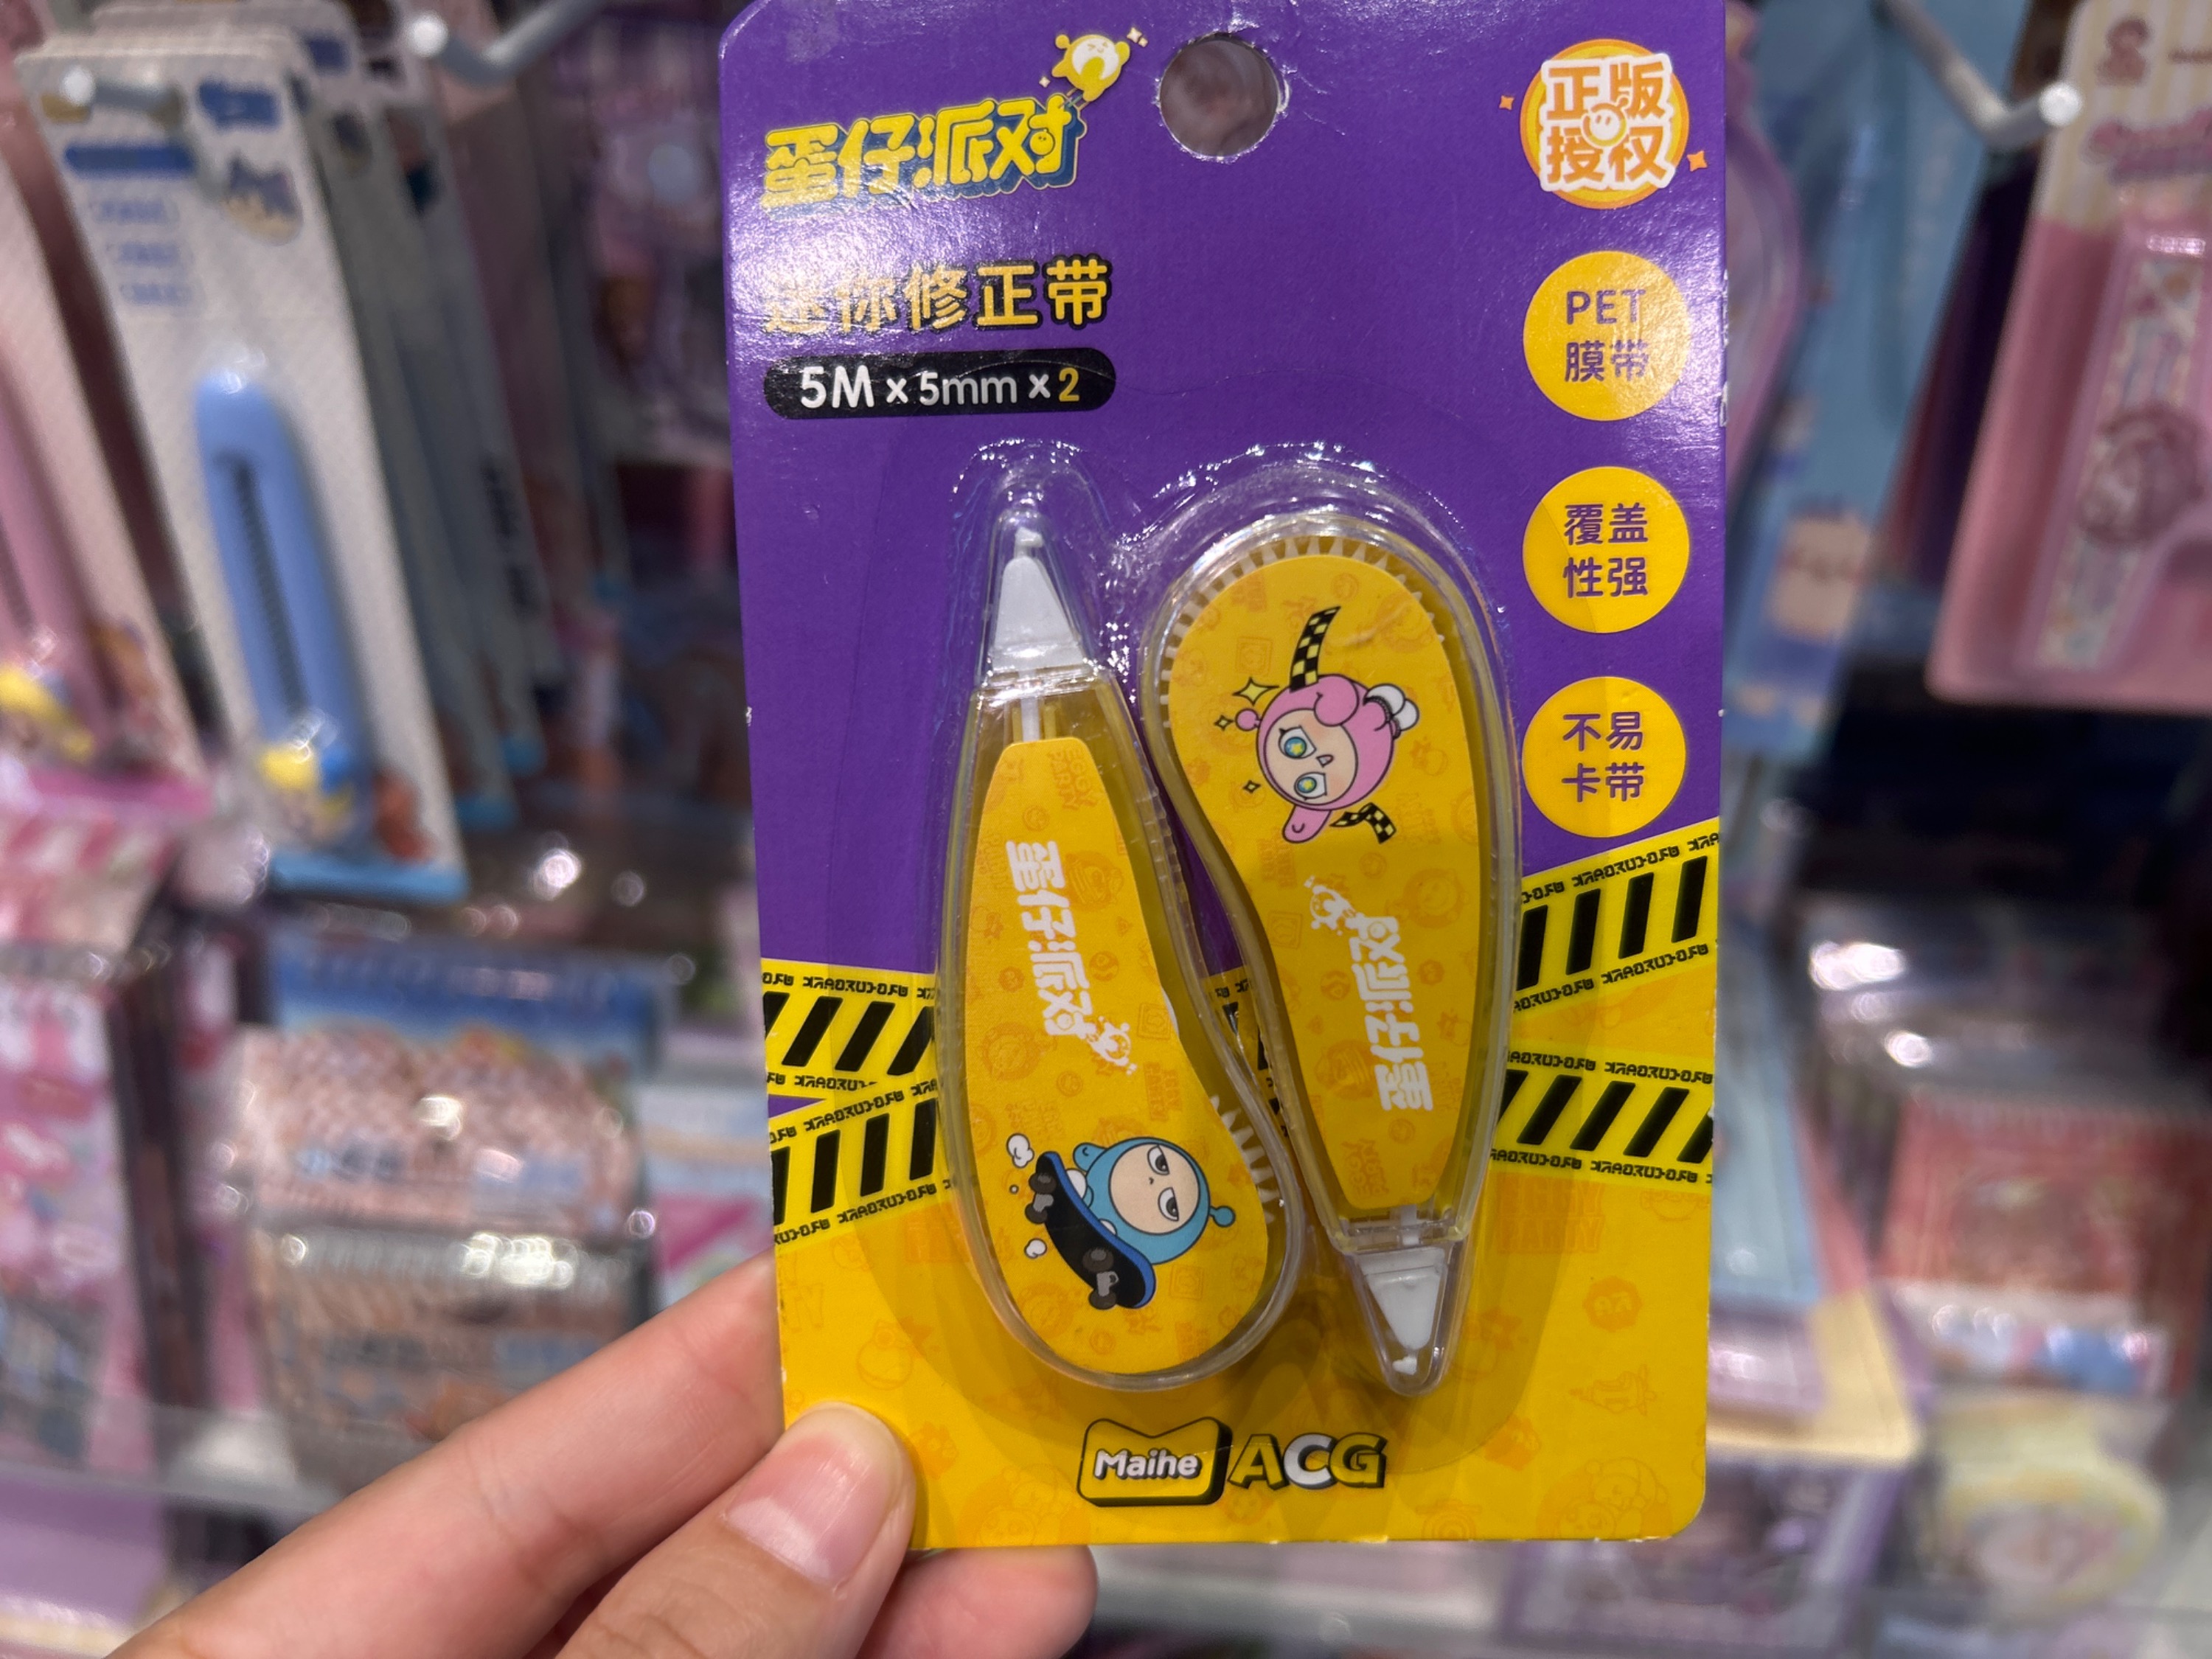 蛋仔派对
正版
授权
迷你修正带
5M x 5mm x 2
PET
膜带
覆盖
性强
不易
卡带
蛋仔派对
蛋仔派对
Maihe ACG